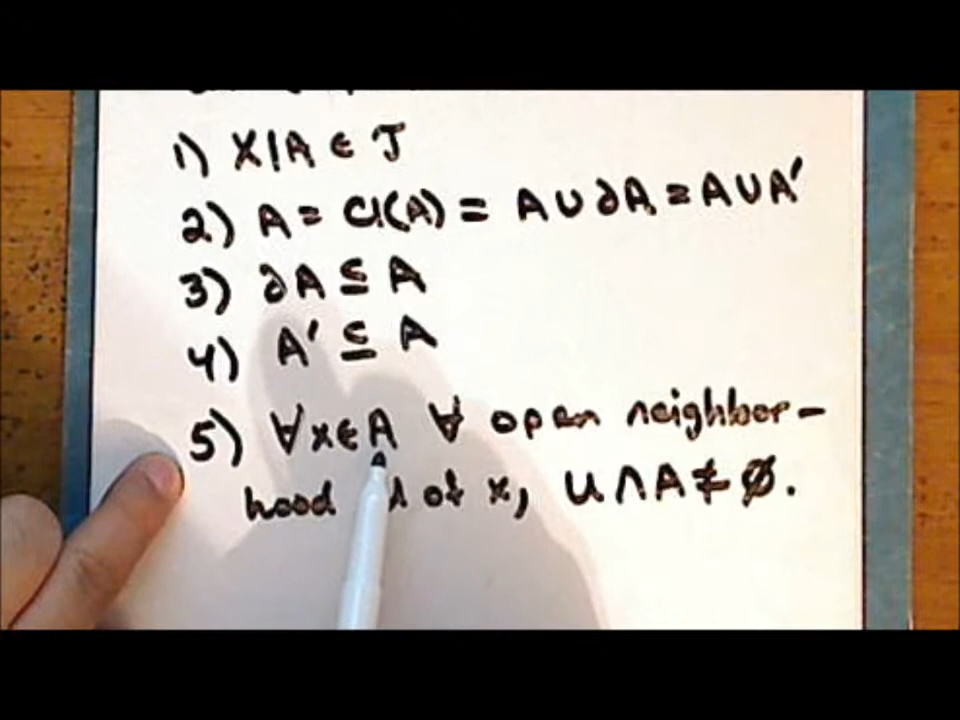 1) X|A ∈ J
2) A = Cl(A) = A∪∂A = A∪A'
3) ∂A ⊆ A
4) A' ⊆ A
5) ∀x∈A ∀ open neighbor-
hood of x, U∩A≠∅.